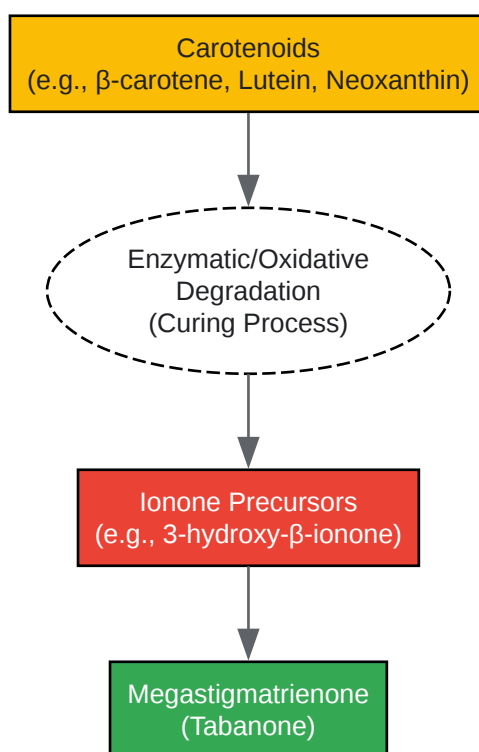 Carotenoids
(e.g., β-carotene, Lutein, Neoxanthin)
Enzymatic/Oxidative
Degradation
(Curing Process)
Ionone Precursors
(e.g., 3-hydroxy-β-ionone)
Megastigmatrienone
(Tabanone)